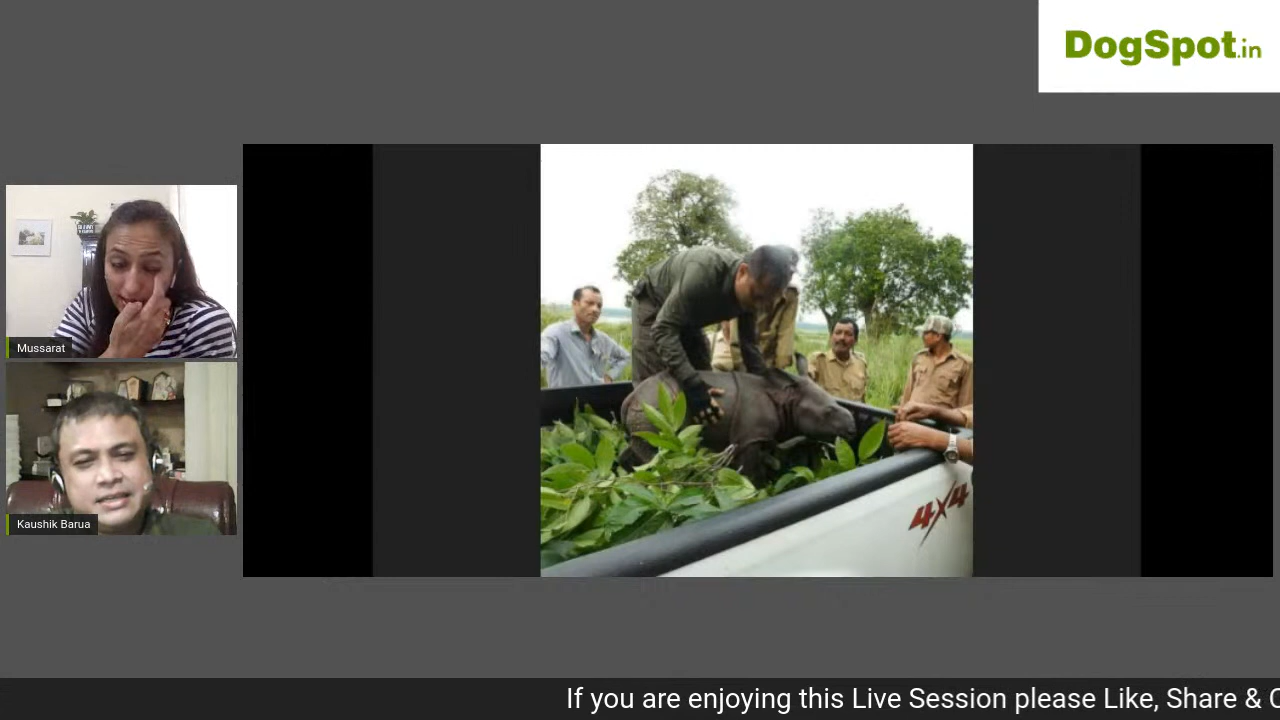 DogSpot.in
Mussarat
Kaushik Barua
4x4
If you are enjoying this Live Session please Like, Share & C